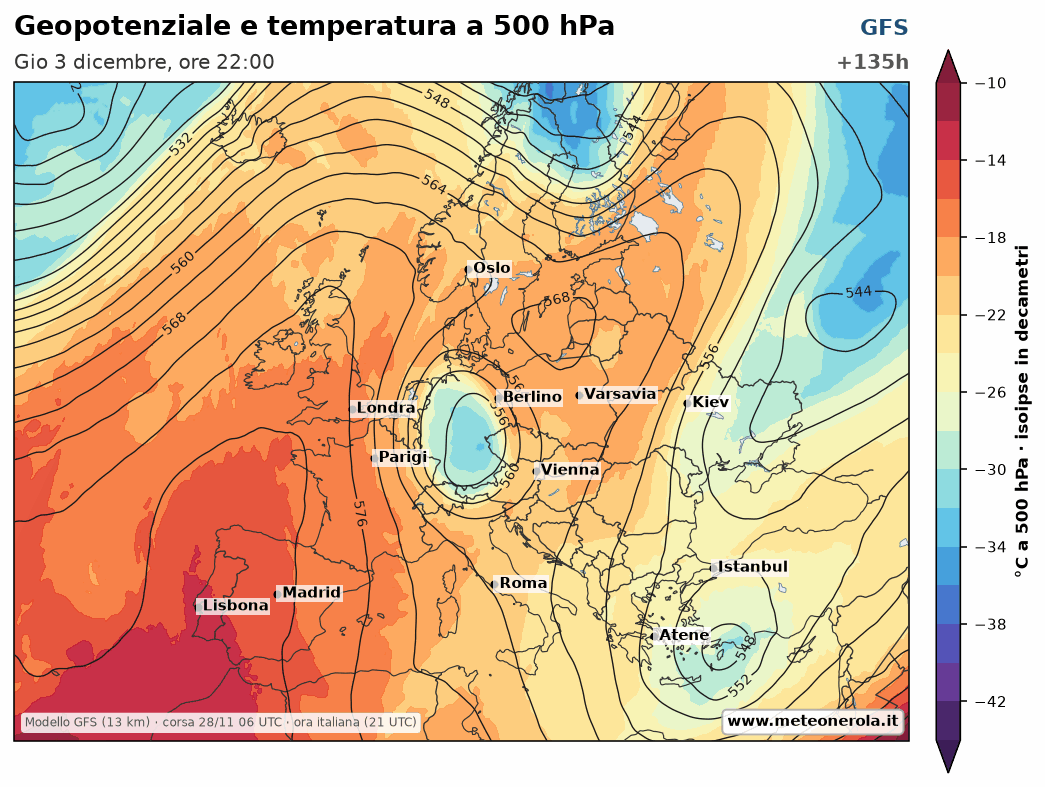 Geopotenziale e temperatura a 500 hPa
GFS
Gio 3 dicembre, ore 22:00
+135h
548
532
544
564
560
568
544
568
556
Oslo
Berlino
Varsavia
Kiev
Londra
Parigi
Vienna
560
576
Istanbul
Roma
Madrid
Lisbona
Atene
548
552
Modello GFS (13 km) · corsa 28/11 06 UTC · ora italiana (21 UTC)
www.meteonerola.it
−10
−14
−18
−22
−26
−30
−34
−38
−42
°C a 500 hPa · isoipse in decametri